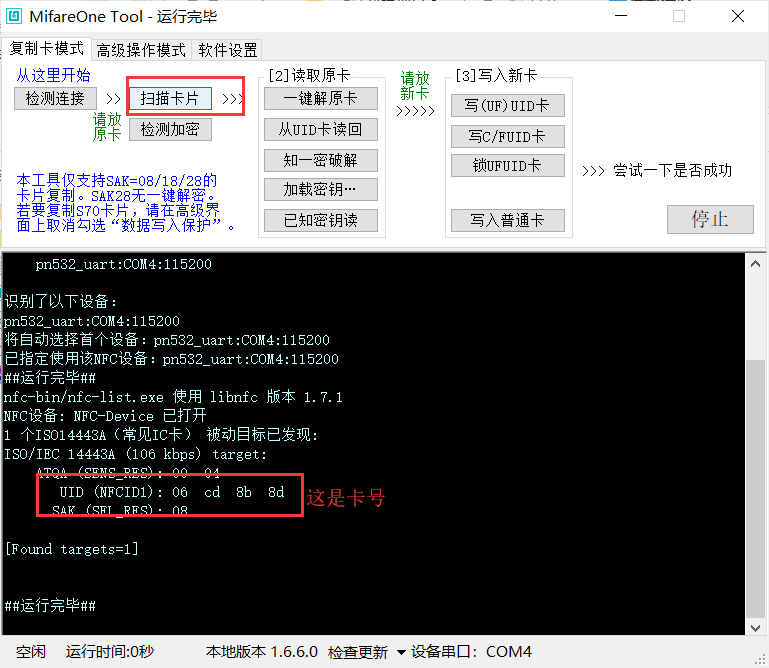 MifareOne Tool - 运行完毕
复制卡模式 高级操作模式 软件设置
从这里开始
检测连接 >> 扫描卡片 >>>
请放
原卡
检测加密
本工具仅支持SAK=08/18/28的
卡片复制。SAK28无一键解密。
若要复制S70卡片，请在高级界
面上取消勾选“数据写入保护”。
[2]读取原卡
一键解原卡
从UID卡读回
知一密破解
加载密钥…
已知密钥读
请放
新卡
>>>>>
[3]写入新卡
写(UF)UID卡
写C/FUID卡
锁UFUID卡
写入普通卡
>>> 尝试一下是否成功
停止
pn532_uart:COM4:115200
识别了以下设备：
pn532_uart:COM4:115200
将自动选择首个设备：pn532_uart:COM4:115200
已指定使用该NFC设备：pn532_uart:COM4:115200
##运行完毕##
nfc-bin/nfc-list.exe 使用 libnfc 版本 1.7.1
NFC设备: NFC-Device 已打开
1 个ISO14443A（常见IC卡） 被动目标已发现:
ISO/IEC 14443A (106 kbps) target:
ATQA (SENS_RES): 00 04
UID (NFCID1): 06 cd 8b 8d
这是卡号
SAK (SEL_RES): 08
[Found targets=1]
##运行完毕##
空闲 运行时间:0秒 本地版本 1.6.6.0 检查更新 设备串口： COM4